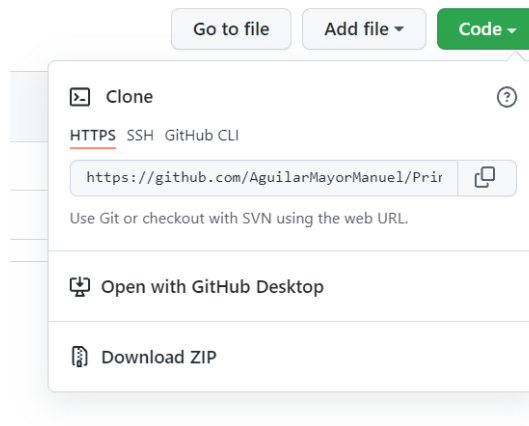 Go to file Add file Code
Clone
HTTPS SSH GitHub CLI
https://github.com/AguilarMayorManuel/Prir
Use Git or checkout with SVN using the web URL.
Open with GitHub Desktop
Download ZIP